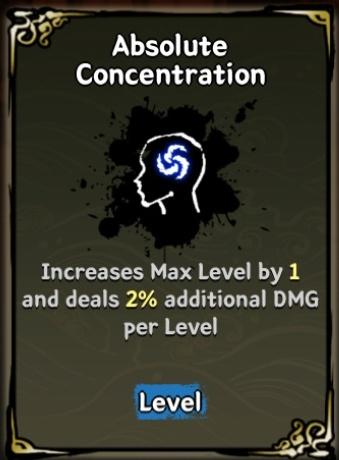 Absolute
Concentration
Increases Max Level by 1
and deals 2% additional DMG
per Level
Level